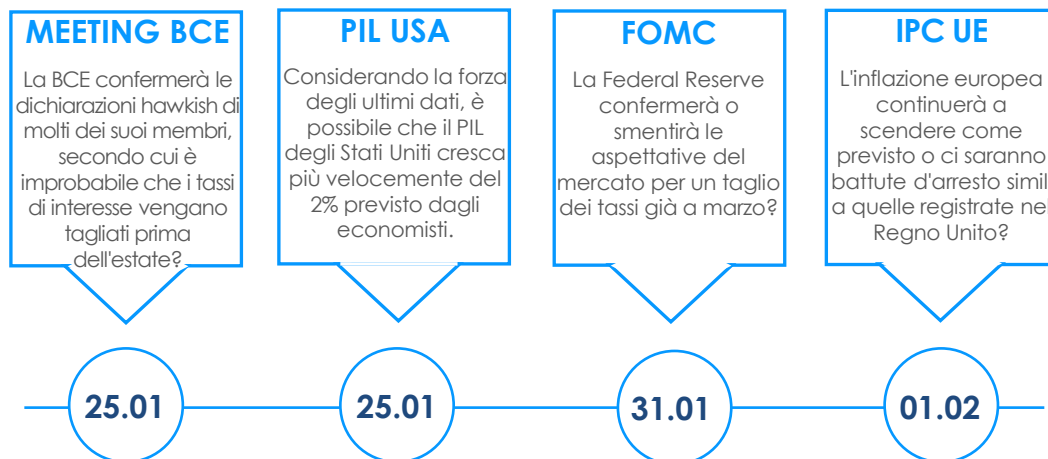 MEETING BCE
La BCE confermerà le
dichiarazioni hawkish di
molti dei suoi membri,
secondo cui è
improbabile che i tassi
di interesse vengano
tagliati prima
dell'estate?
PIL USA
Considerando la forza
degli ultimi dati, è
possibile che il PIL
degli Stati Uniti cresca
più velocemente del
2% previsto dagli
economisti.
FOMC
La Federal Reserve
confermerà o
smentirà le
aspettative del
mercato per un taglio
dei tassi già a marzo?
IPC UE
L'inflazione europea
continuerà a
scendere come
previsto o ci saranno
battute d'arresto simil
a quelle registrate nel
Regno Unito?
25.01
25.01
31.01
01.02